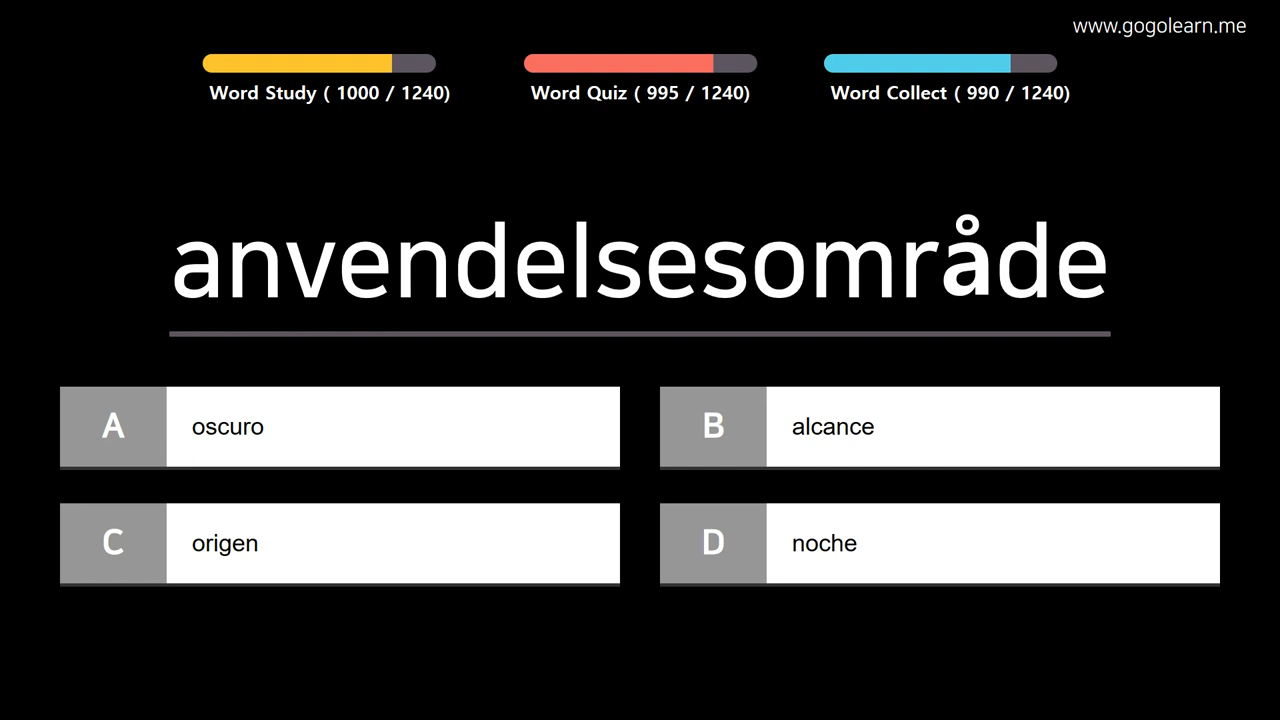 www.gogolearn.me
Word Study ( 1000 / 1240)
Word Quiz ( 995 / 1240)
Word Collect ( 990 / 1240)
anvendelsesområde
A
oscuro
B
alcance
C
origen
D
noche